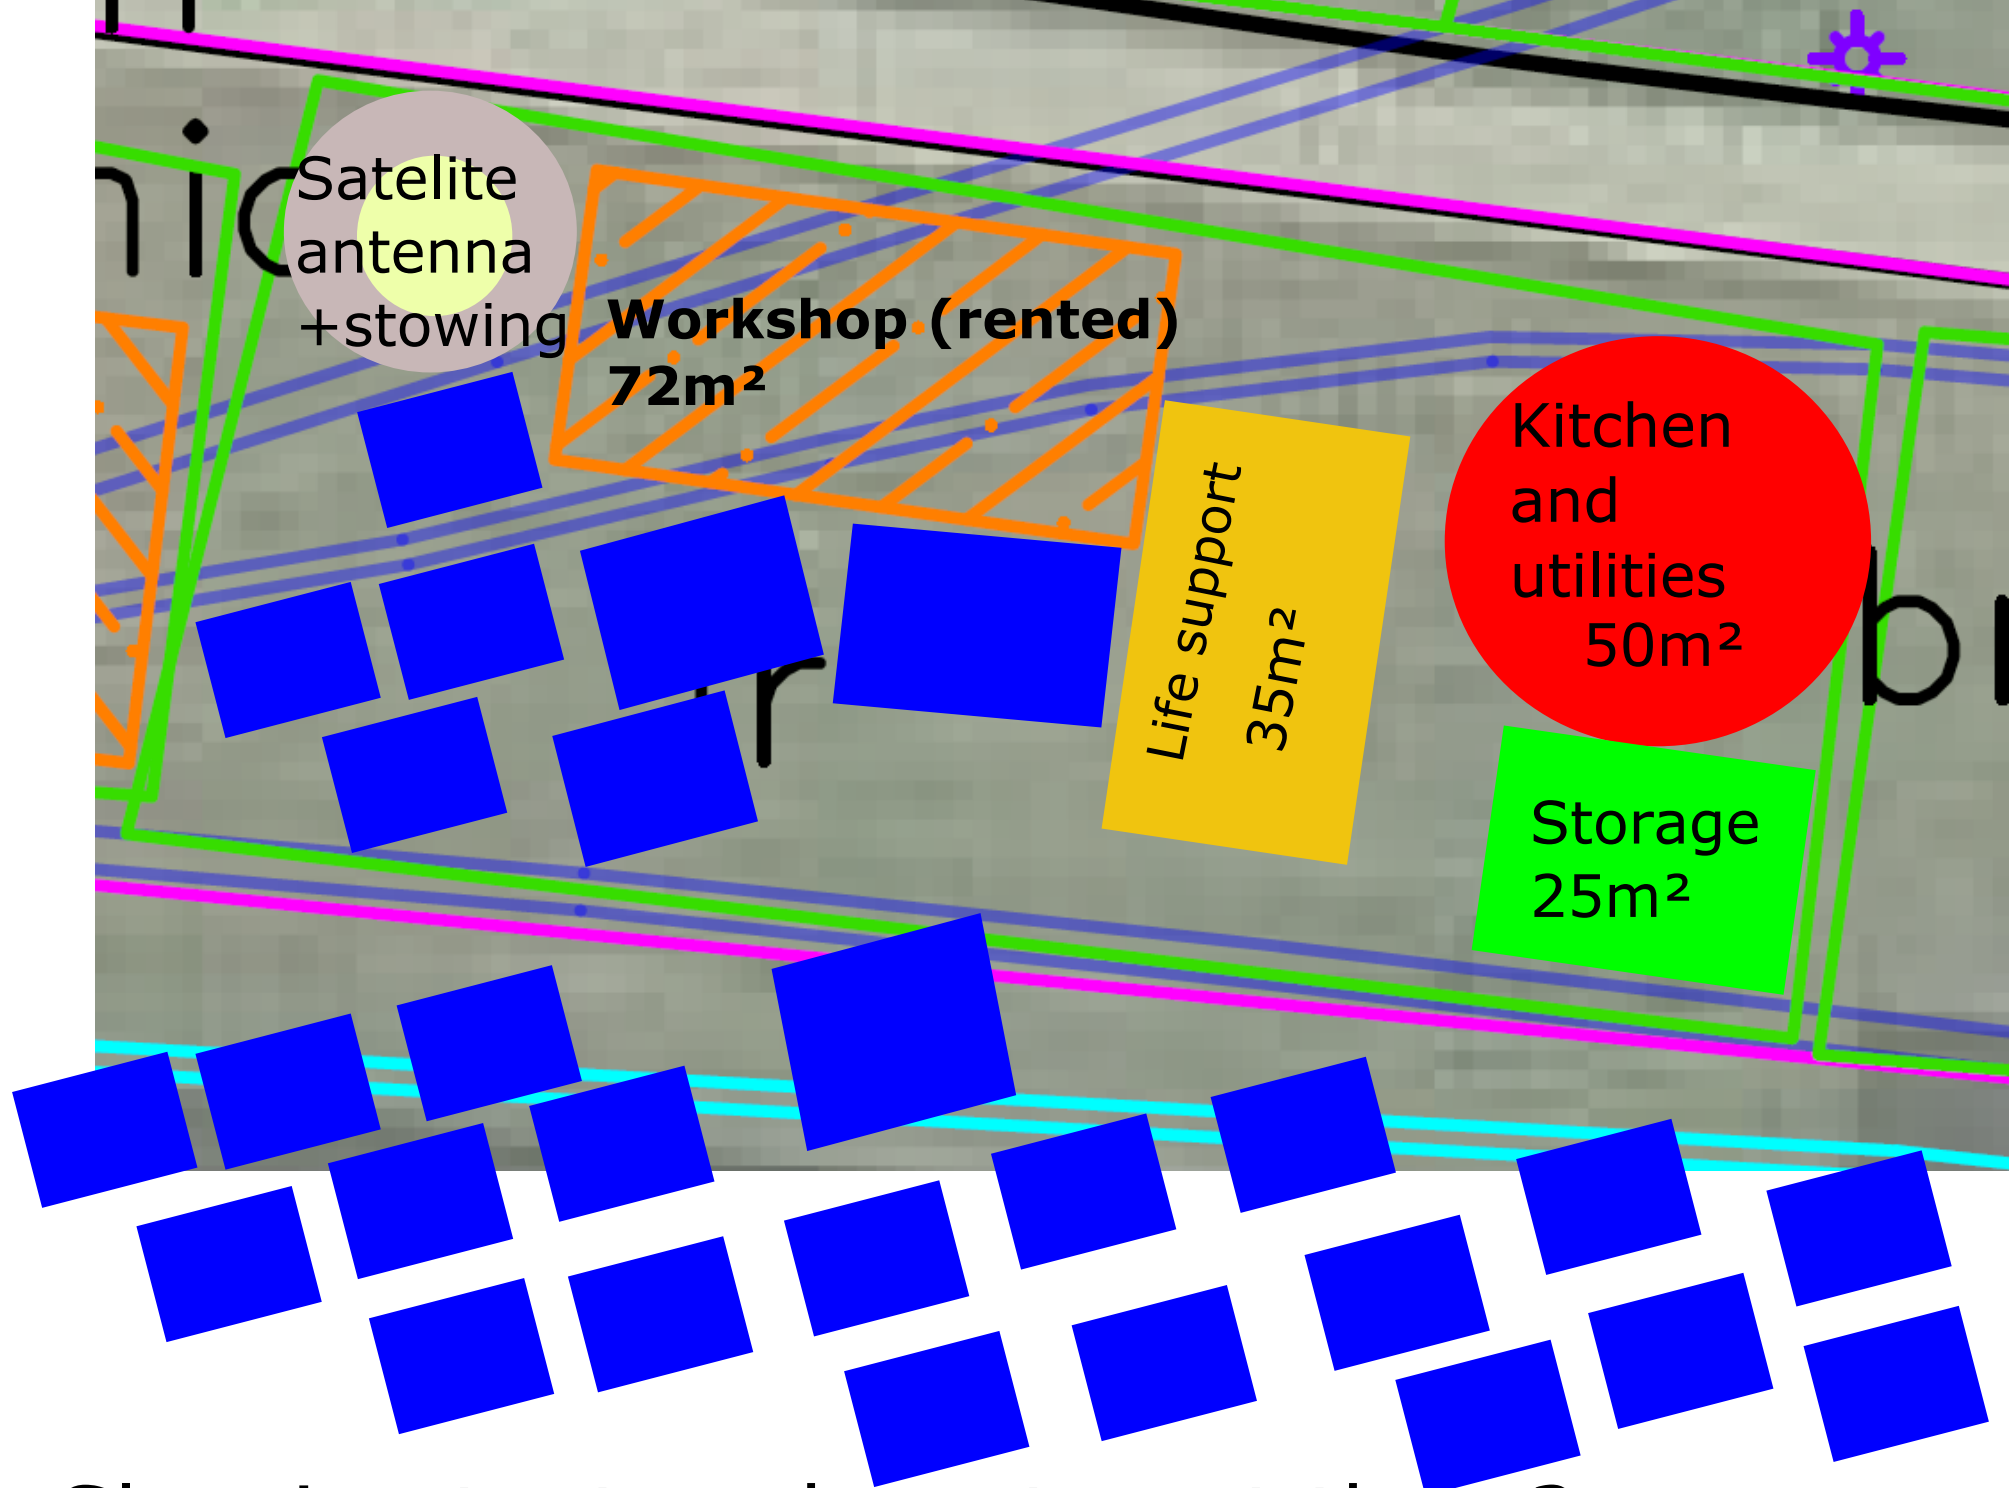 Satelite
antenna
+stowing
Workshop (rented)
72m²
Life support
35m²
Kitchen
and
utilities
50m²
Storage
25m²